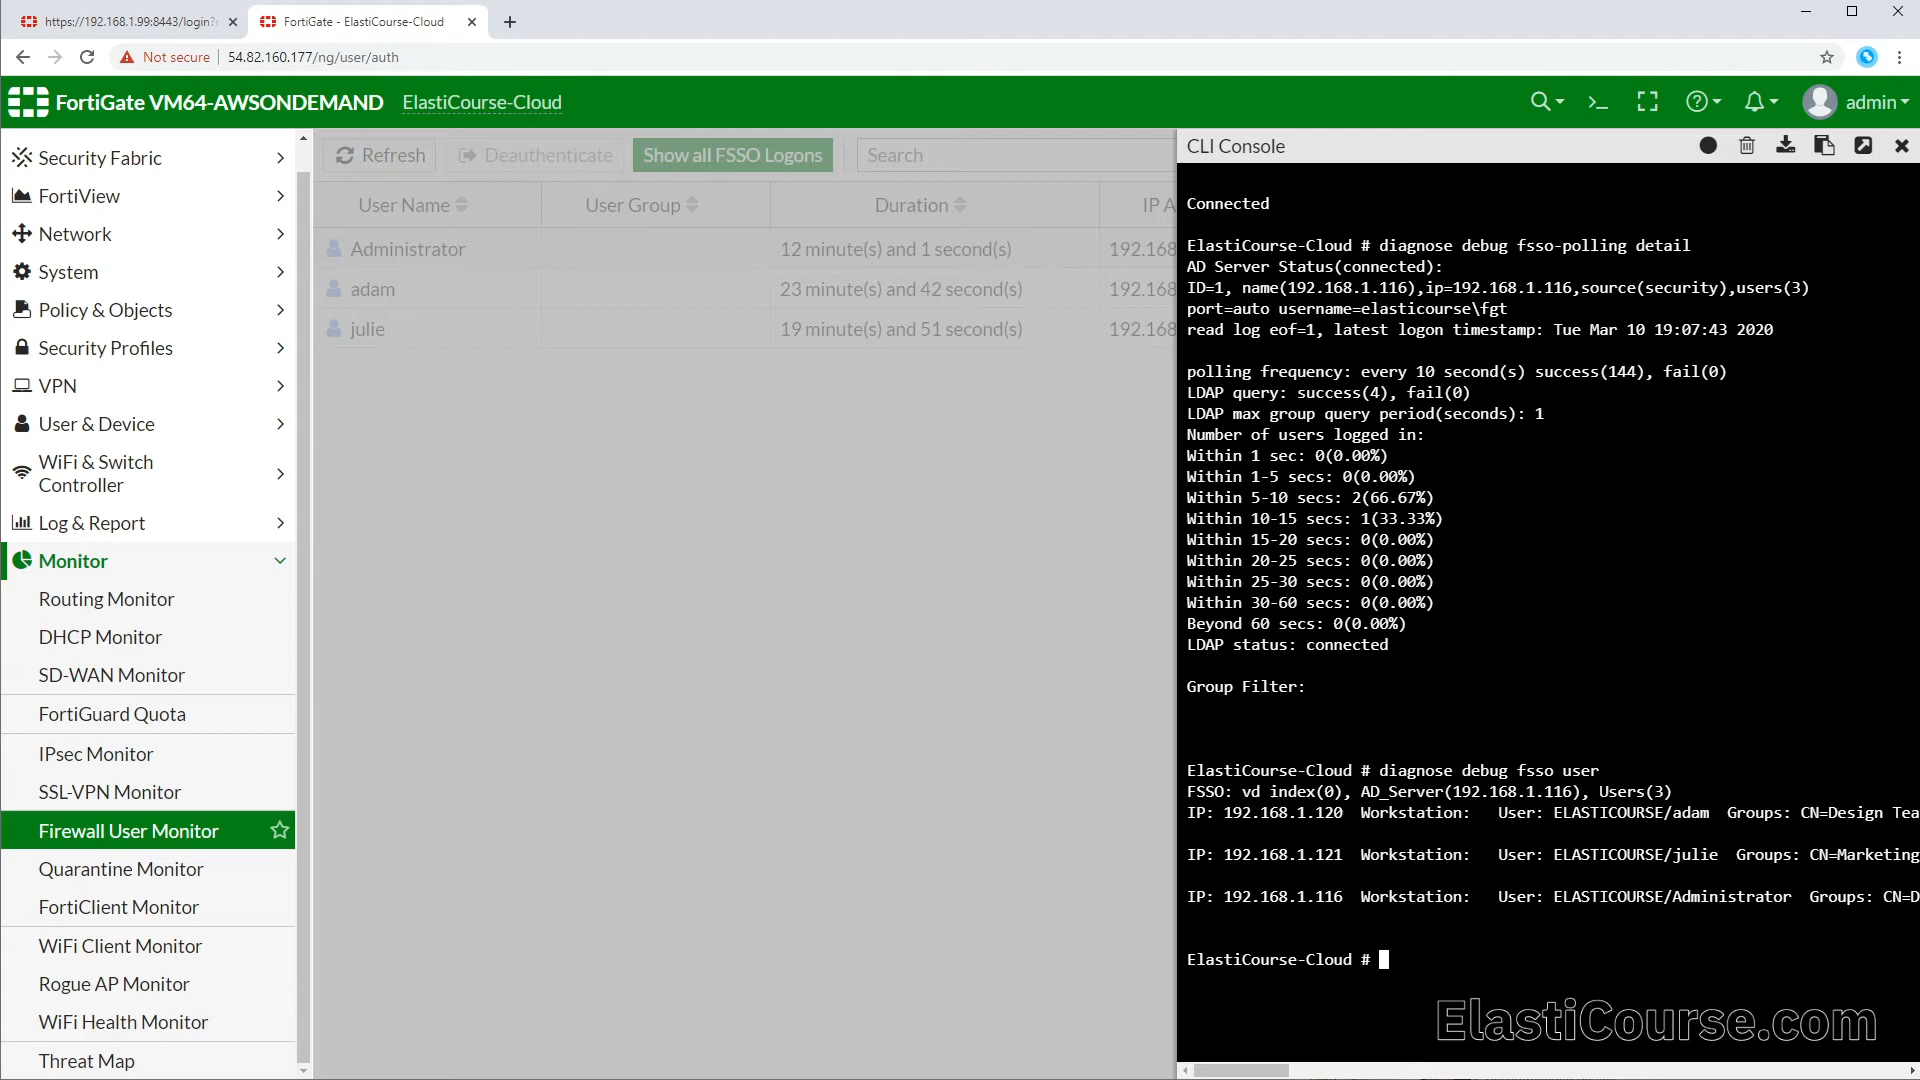 https://192.168.1.99:8443/login?
FortiGate - ElastiCourse-Cloud
Not secure
54.82.160.177/ng/user/auth
FortiGate VM64-AWSONDEMAND
ElastiCourse-Cloud
admin
Security Fabric
FortiView
Network
System
Policy & Objects
Security Profiles
VPN
User & Device
WiFi & Switch
Controller
Log & Report
Monitor
Routing Monitor
DHCP Monitor
SD-WAN Monitor
FortiGuard Quota
IPsec Monitor
SSL-VPN Monitor
Firewall User Monitor
Quarantine Monitor
FortiClient Monitor
WiFi Client Monitor
Rogue AP Monitor
WiFi Health Monitor
Threat Map
Refresh
Deauthenticate
Show all FSSO Logons
Search
User Name User Group Duration IP A
Administrator 12 minute(s) and 1 second(s) 192.168
adam 23 minute(s) and 42 second(s) 192.168
julie 19 minute(s) and 51 second(s) 192.168
CLI Console
Connected
ElastiCourse-Cloud # diagnose debug fsso-polling detail
AD Server Status(connected):
ID=1, name(192.168.1.116),ip=192.168.1.116,source(security),users(3)
port=auto username=elasticourse\fgt
read log eof=1, latest logon timestamp: Tue Mar 10 19:07:43 2020
polling frequency: every 10 second(s) success(144), fail(0)
LDAP query: success(4), fail(0)
LDAP max group query period(seconds): 1
Number of users logged in:
Within 1 sec: 0(0.00%)
Within 1-5 secs: 0(0.00%)
Within 5-10 secs: 2(66.67%)
Within 10-15 secs: 1(33.33%)
Within 15-20 secs: 0(0.00%)
Within 20-25 secs: 0(0.00%)
Within 25-30 secs: 0(0.00%)
Within 30-60 secs: 0(0.00%)
Beyond 60 secs: 0(0.00%)
LDAP status: connected
Group Filter:
ElastiCourse-Cloud # diagnose debug fsso user
FSSO: vd index(0), AD_Server(192.168.1.116), Users(3)
IP: 192.168.1.120 Workstation: User: ELASTICOURSE/adam Groups: CN=Design Tea
IP: 192.168.1.121 Workstation: User: ELASTICOURSE/julie Groups: CN=Marketing
IP: 192.168.1.116 Workstation: User: ELASTICOURSE/Administrator Groups: CN=D
ElastiCourse-Cloud #
ElastiCourse.com